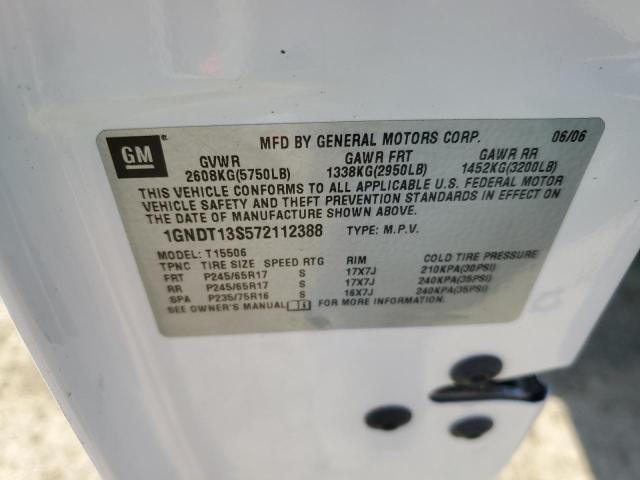 GM ® MFD BY GENERAL MOTORS CORP. 06/06
GVWR GAWR FRT GAWR RR
2608KG(5750LB) 1338KG(2950LB) 1452KG(3200LB)
THIS VEHICLE CONFORMS TO ALL APPLICABLE U.S. FEDERAL MOTOR
VEHICLE SAFETY AND THEFT PREVENTION STANDARDS IN EFFECT ON
THE DATE OF MANUFACTURE SHOWN ABOVE.
1GNDT13S572112388 TYPE: M.P.V.
MODEL: T15506
TPNC TIRE SIZE SPEED RTG RIM COLD TIRE PRESSURE
FRT P245/65R17 S 17X7J 210KPA(30PSI)
RR P245/65R17 S 17X7J 240KPA(35PSI)
SPA P235/75R16 S 16X7J 240KPA(35PSI)
SEE OWNER'S MANUAL FOR MORE INFORMATION.